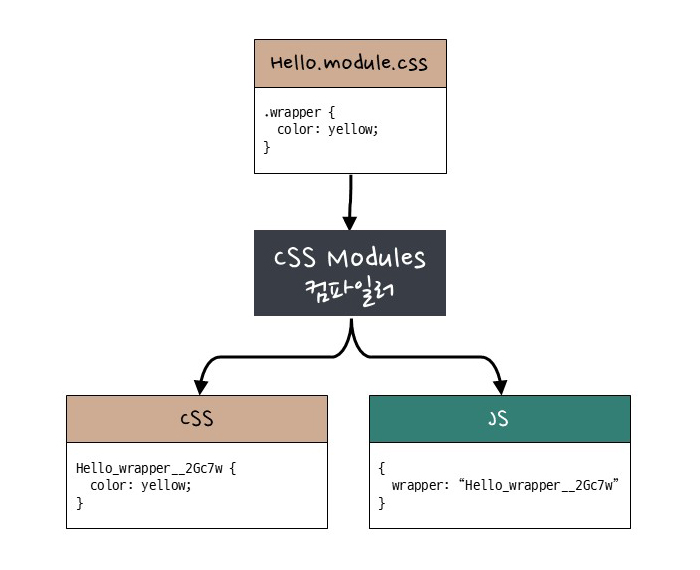 Hello.module.css
.wrapper {
  color: yellow;
}
CSS Modules
컴파일러
CSS
Hello_wrapper__2Gc7w {
  color: yellow;
}
JS
{
  wrapper: “Hello_wrapper__2Gc7w”
}